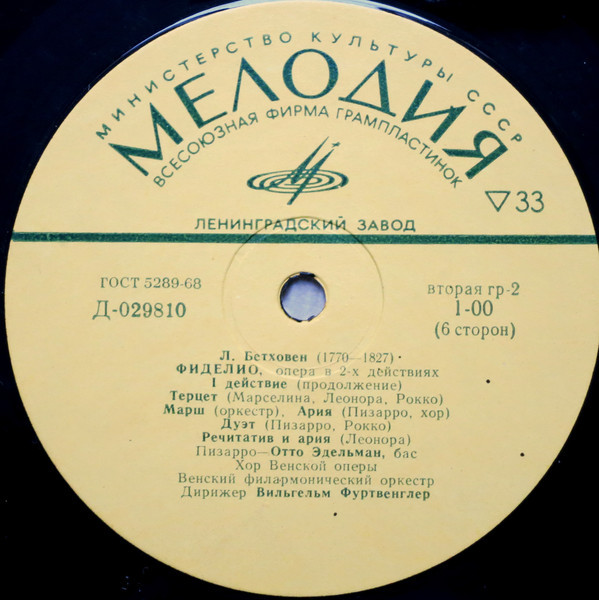 МИНИСТЕРСТВО КУЛЬТУРЫ СССР
МЕЛОДИЯ
ВСЕСОЮЗНАЯ ФИРМА ГРАМПЛАСТИНОК
▽33
ЛЕНИНГРАДСКИЙ ЗАВОД
ГОСТ 5289-68
Д-029810
вторая гр-2
1-00
(6 сторон)
Л. Бетховен (1770—1827)
ФИДЕЛИО, опера в 2-х действиях
I действие (продолжение)
Терцет (Марселина, Леонора, Рокко)
Марш (оркестр), Ария (Пизарро, хор)
Дуэт (Пизарро, Рокко)
Речитатив и ария (Леонора)
Пизарро—Отто Эдельман, бас
Хор Венской оперы
Венский филармонический оркестр
Дирижер Вильгельм Фуртвенглер